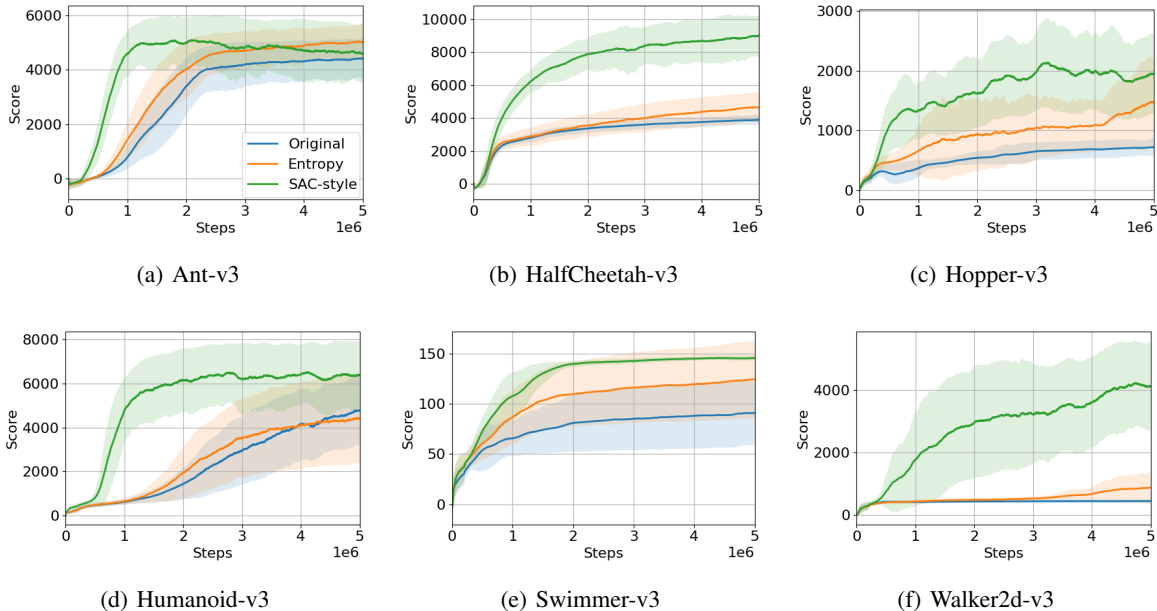 6000
4000
2000
0
Score
0 1 2 3 4 5
Steps
1e6
Original
Entropy
SAC-style
(a) Ant-v3
10000
8000
6000
4000
2000
0
Score
0 1 2 3 4 5
Steps
1e6
(b) HalfCheetah-v3
3000
2000
1000
0
Score
0 1 2 3 4 5
Steps
1e6
(c) Hopper-v3
8000
6000
4000
2000
0
Score
0 1 2 3 4 5
Steps
1e6
(d) Humanoid-v3
150
100
50
0
Score
0 1 2 3 4 5
Steps
1e6
(e) Swimmer-v3
4000
2000
0
Score
0 1 2 3 4 5
Steps
1e6
(f) Walker2d-v3